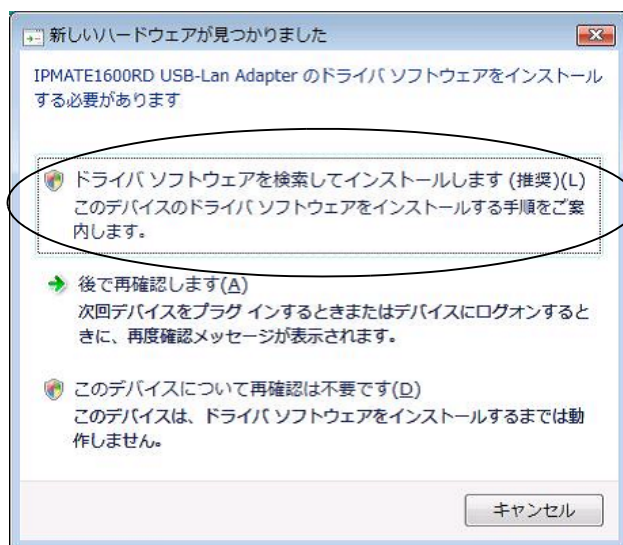 新しいハードウェアが見つかりました
IPMATE1600RD USB-Lan Adapter のドライバ ソフトウェアをインストール
する必要があります
ドライバ ソフトウェアを検索してインストールします (推奨)(L)
このデバイスのドライバ ソフトウェアをインストールする手順をご案
内します。
後で再確認します(A)
次回デバイスをプラグ インするときまたはデバイスにログオンすると
きに、再度確認メッセージが表示されます。
このデバイスについて再確認は不要です(D)
このデバイスは、ドライバ ソフトウェアをインストールするまでは動
作しません。
キャンセル